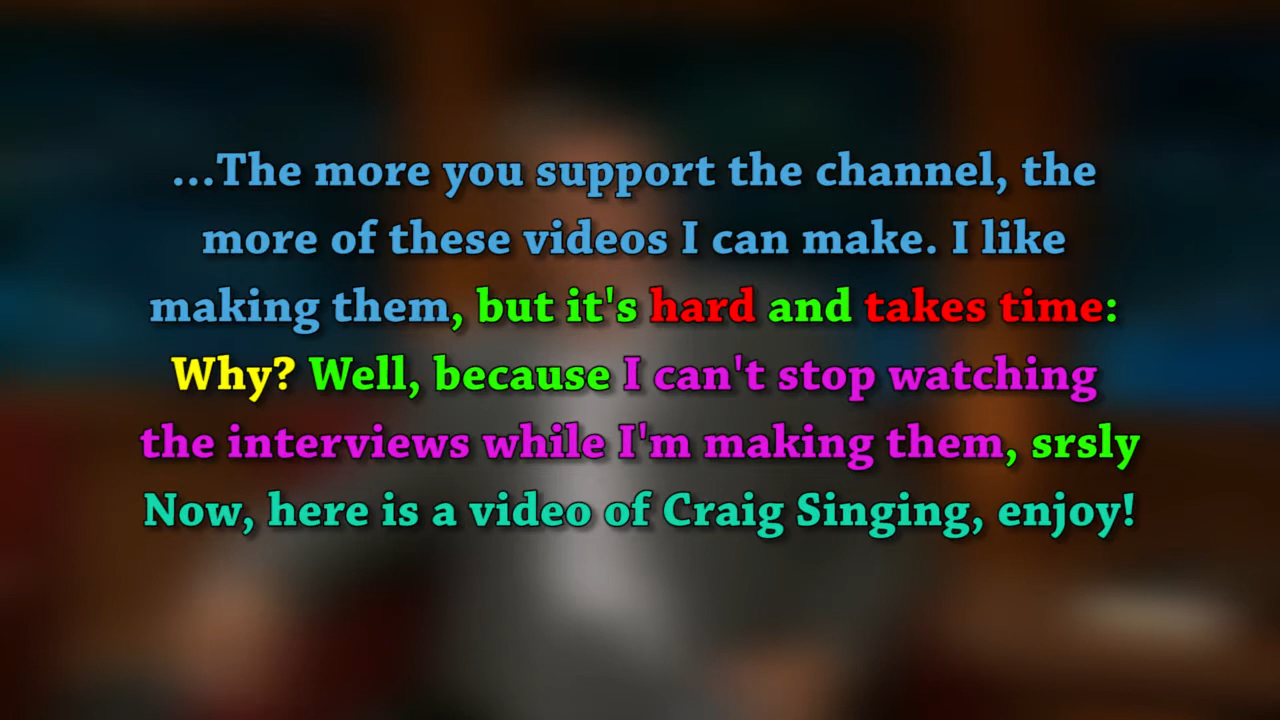 ...The more you support the channel, the
more of these videos I can make. I like
making them, but it's hard and takes time:
Why? Well, because I can't stop watching
the interviews while I'm making them, srsly
Now, here is a video of Craig Singing, enjoy!